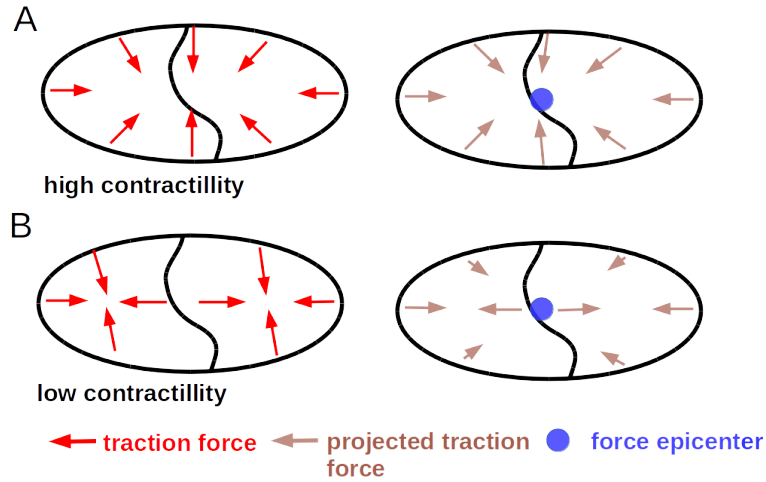 A
high contractillity
B
low contractillity
traction force
projected traction
force
force epicenter